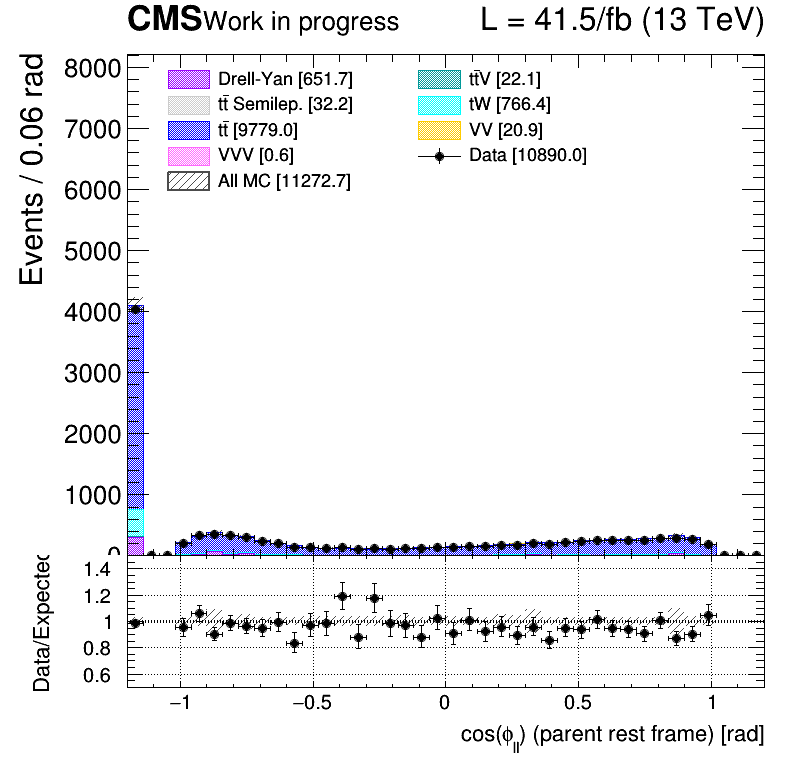 CMS Work in progress L = 41.5/fb (13 TeV)
Events / 0.06 rad
8000
7000
6000
5000
4000
3000
2000
1000
0
Drell-Yan [651.7]
tt̄ Semilep. [32.2]
tt̄ [9779.0]
VVV [0.6]
All MC [11272.7]
tt̄V [22.1]
tW [766.4]
VV [20.9]
Data [10890.0]
Data/Expected
1.4
1.2
1
0.8
0.6
−1 −0.5 0 0.5 1
cos(ϕ_ll) (parent rest frame) [rad]